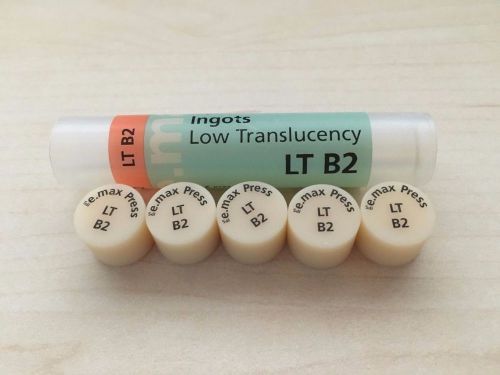 LT B2
.m
Ingots
Low Translucency
LT B2
e.max Press
LT
B2
e.max Press
LT
B2
e.max Press
LT
B2
e.max Press
LT
B2
e.max Press
LT
B2